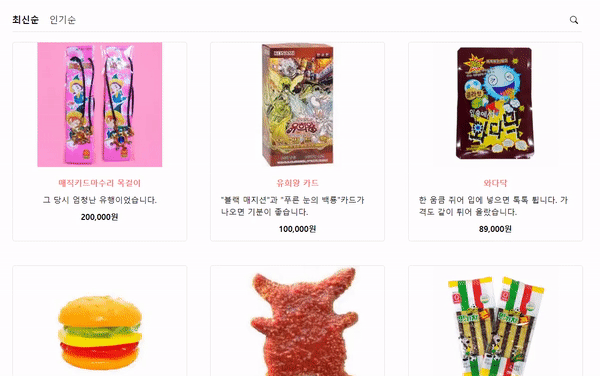 최신순 인기순
매직카드마수리 목걸이
그 당시 엄청난 유행이었습니다.
200,000원
KONAMI
유희왕
유희왕 카드
"블랙 매지션"과 "푸른 눈의 백룡"카드가
나오면 기분이 좋습니다.
100,000원
와다닥
한 움큼 쥐어 입에 넣으면 톡톡 튑니다. 가
격도 같이 튀어 올랐습니다.
89,000원